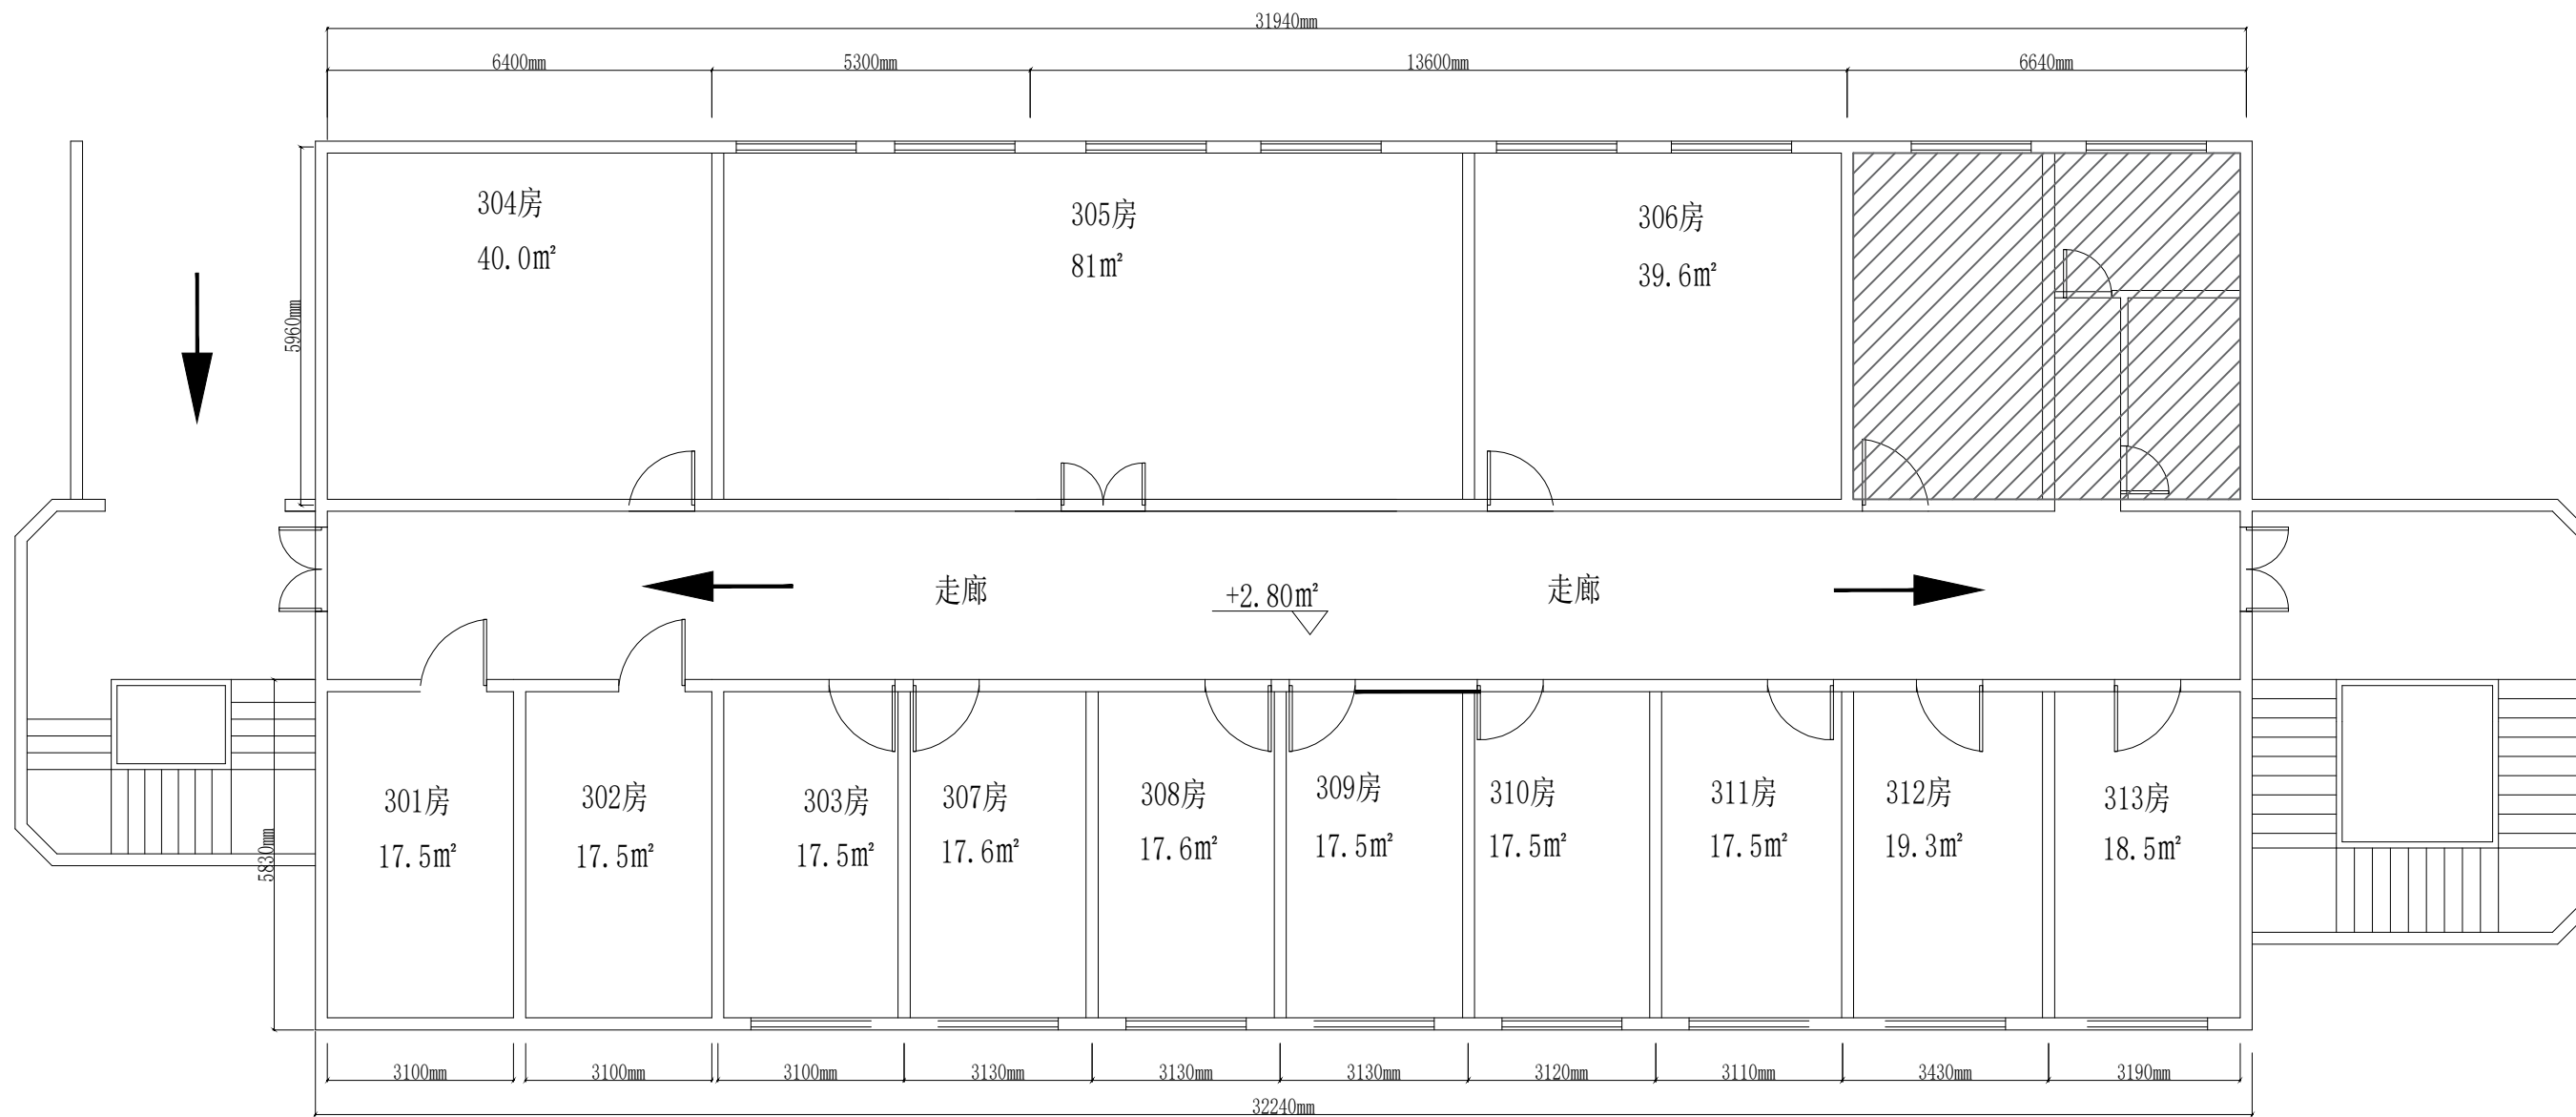 31940mm
6400mm
5300mm
13600mm
6640mm
304房
40.0m²
305房
81m²
306房
39.6m²
5960mm
走廊
+2.80m²
走廊
301房
17.5m²
302房
17.5m²
303房
17.5m²
307房
17.6m²
308房
17.6m²
309房
17.5m²
310房
17.5m²
311房
17.5m²
312房
19.3m²
313房
18.5m²
5830mm
3100mm
3100mm
3100mm
3130mm
3130mm
3130mm
3120mm
3110mm
3430mm
3190mm
32240mm